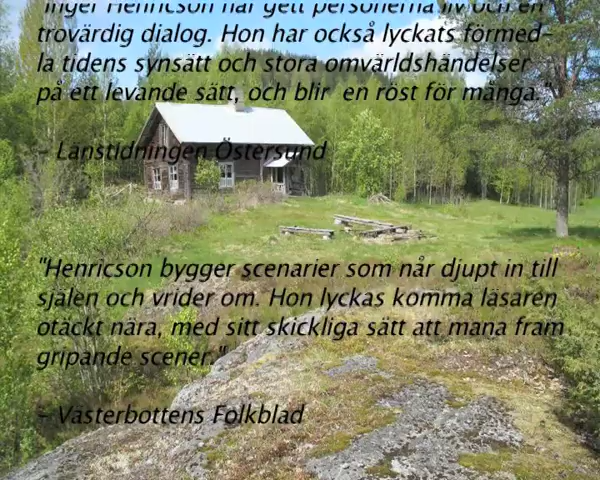 "Inger Henricson har gett personerna liv och en
trovärdig dialog. Hon har också lyckats förmed-
la tidens synsätt och stora omvärldshändelser
på ett levande sätt, och blir en röst för många."
- Länstidningen Östersund
"Henricson bygger scenarier som når djupt in till
själen och vrider om. Hon lyckas komma läsaren
otäckt nära, med sitt skickliga sätt att mana fram
gripande scener."
- Västerbottens Folkblad